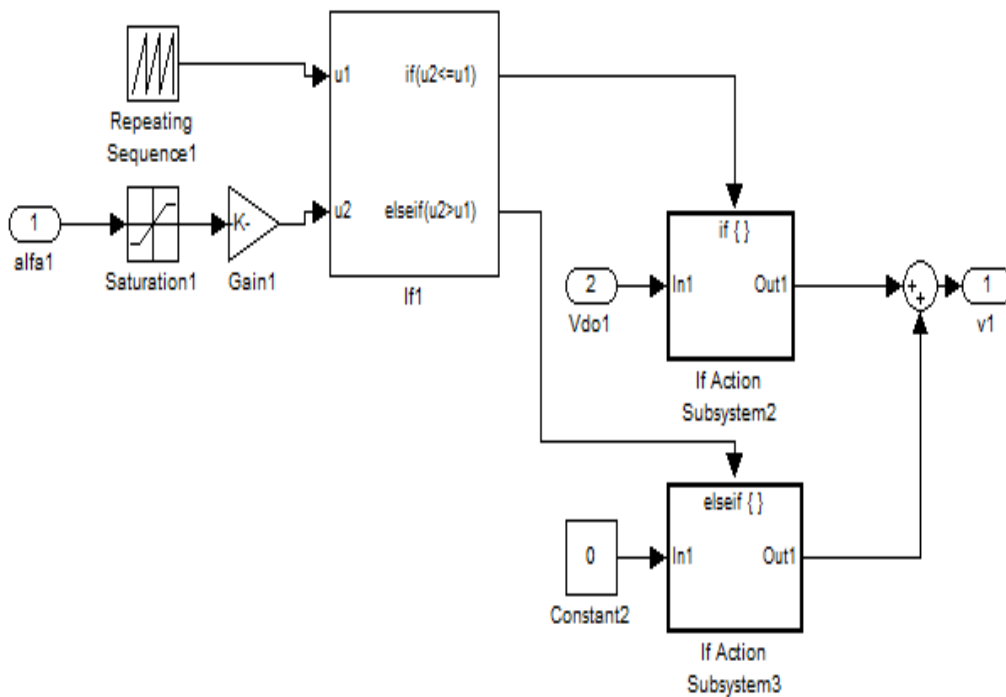 Repeating
Sequence1
1
alfa1
Saturation1
K-
Gain1
u1
if(u2<=u1)
u2
elseif(u2>u1)
If1
2
Vdo1
if { }
In1
Out1
If Action
Subsystem2
+
+
1
v1
0
Constant2
elseif { }
In1
Out1
If Action
Subsystem3